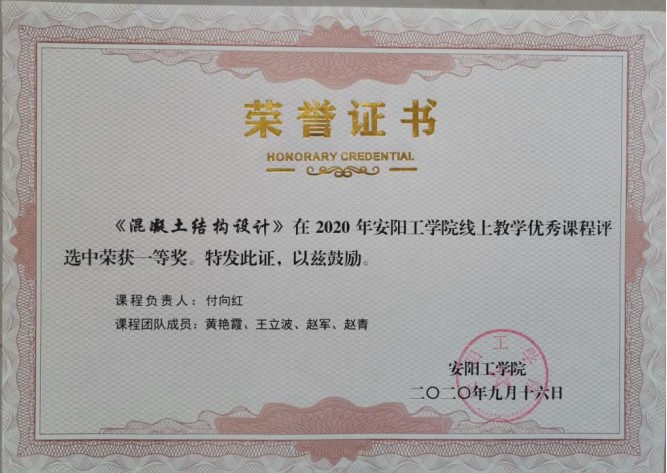 荣誉证书
HONORARY CREDENTIAL
《混凝土结构设计》在2020年安阳工学院线上教学优秀课程评
选中荣获一等奖。特发此证，以兹鼓励。
课程负责人：付向红
课程团队成员：黄艳霞、王立波、赵军、赵青
安阳工学院
二〇二〇年九月十六日